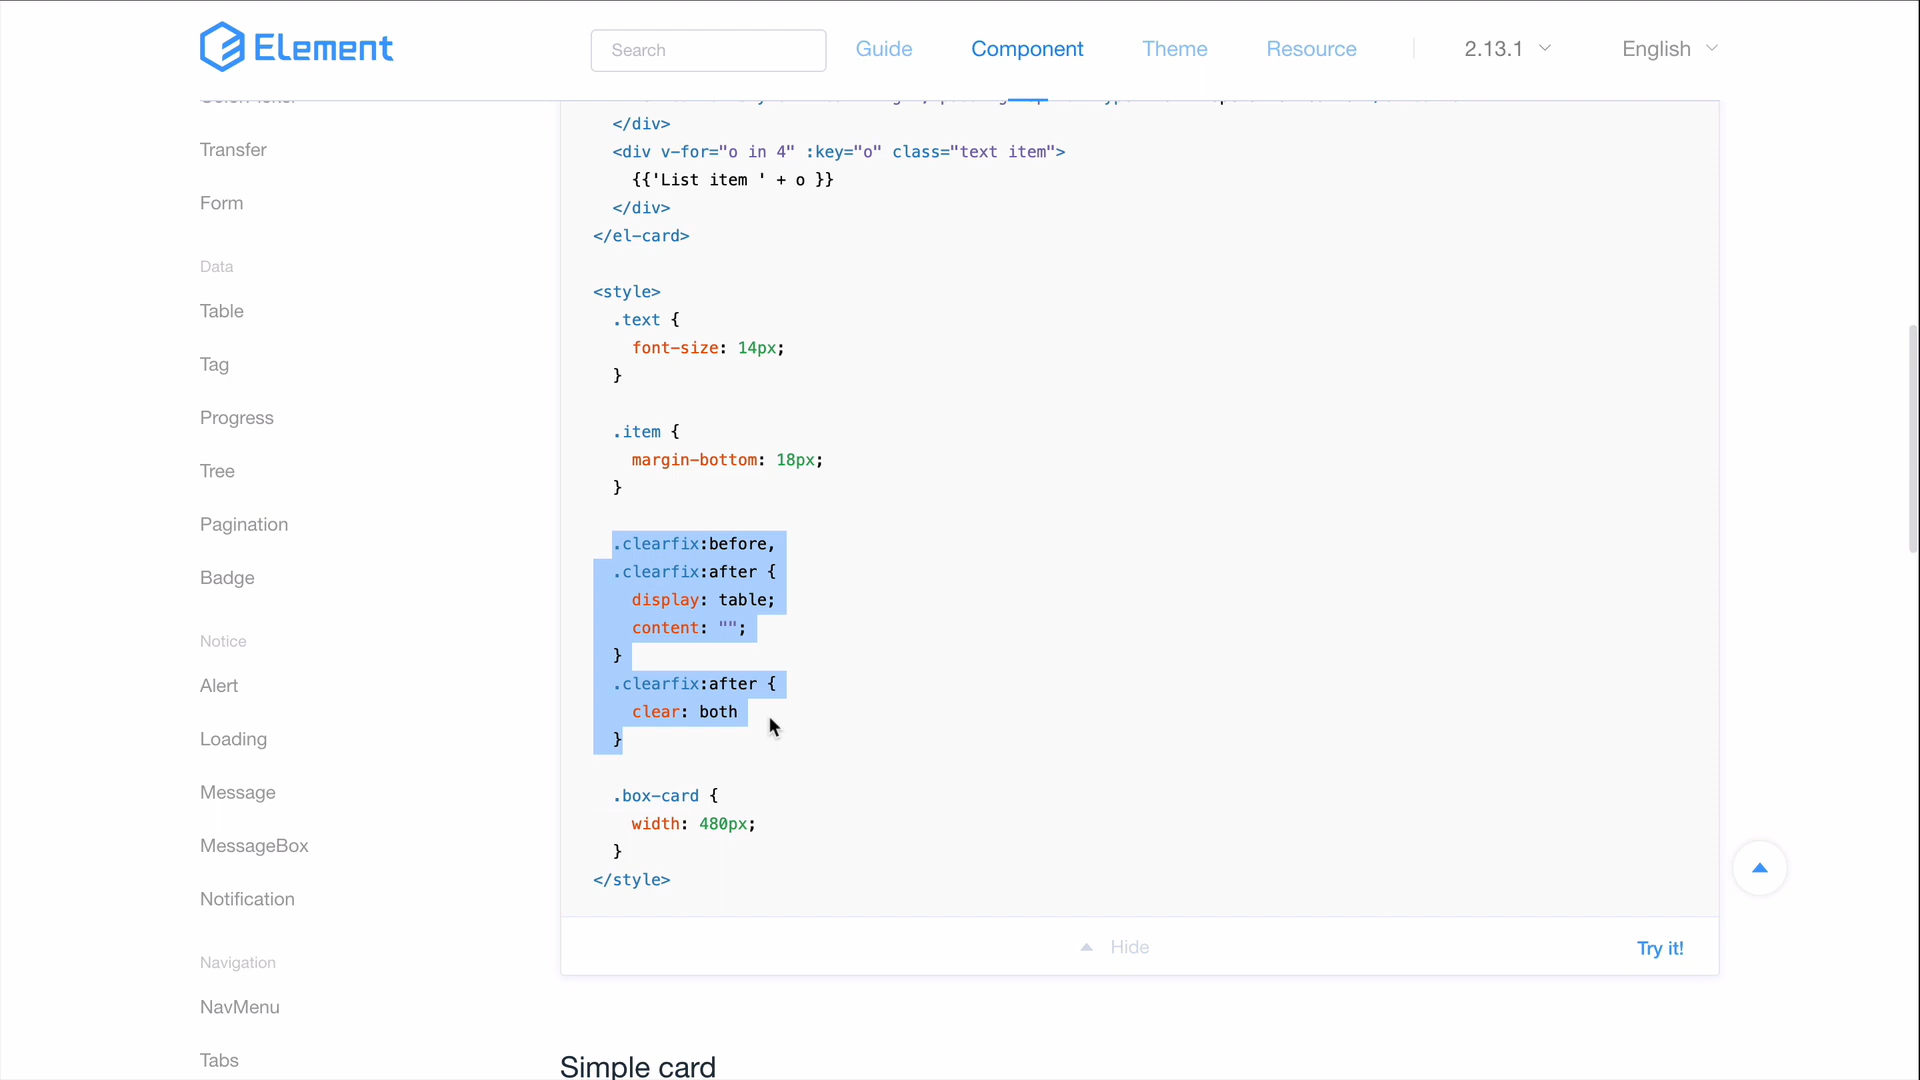 Element
Search
Guide
Component
Theme
Resource
2.13.1
English
Transfer
Form
Data
Table
Tag
Progress
Tree
Pagination
Badge
Notice
Alert
Loading
Message
MessageBox
Notification
Navigation
NavMenu
Tabs
</div>
<div v-for="o in 4" :key="o" class="text item">
{{'List item ' + o }}
</div>
</el-card>
<style>
.text {
font-size: 14px;
}
.item {
margin-bottom: 18px;
}
.clearfix:before,
.clearfix:after {
display: table;
content: "";
}
.clearfix:after {
clear: both
}
.box-card {
width: 480px;
}
</style>
Hide
Try it!
Simple card